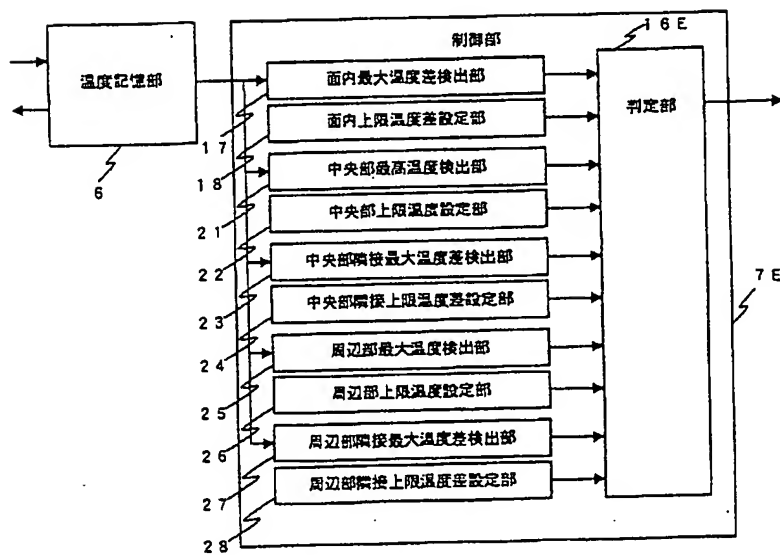 制御部
16E
温度記憶部
6
面内最大温度差検出部
17
面内上限温度差設定部
18
中央部最高温度検出部
21
中央部上限温度設定部
22
中央部隣接最大温度差検出部
23
中央部隣接上限温度差設定部
24
周辺部最大温度検出部
25
周辺部上限温度設定部
26
周辺部隣接最大温度差検出部
27
周辺部隣接上限温度差設定部
28
判定部
7E